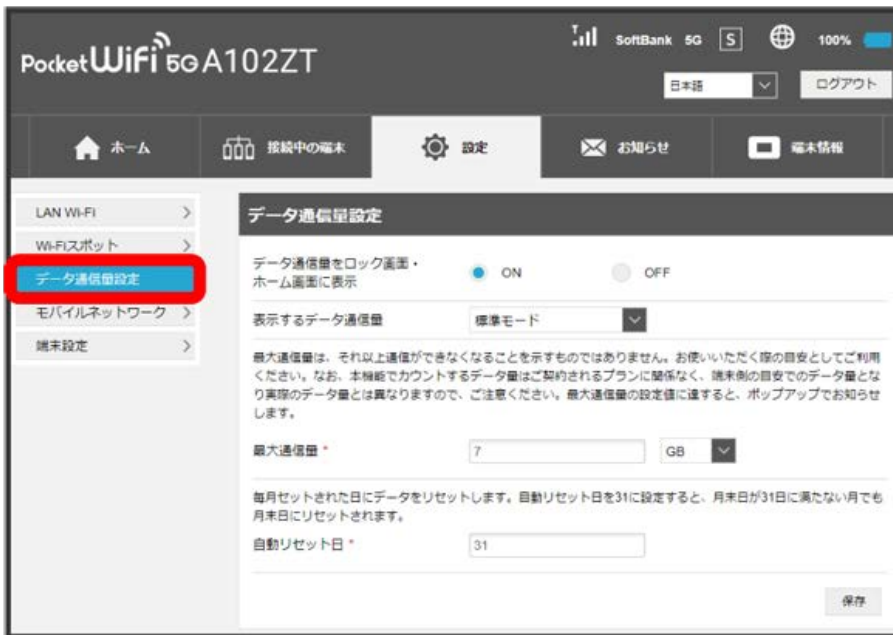 Pocket WiFi 5G A102ZT
SoftBank 5G S 100%
日本語
ログアウト
ホーム
接続中の端末
設定
お知らせ
端末情報
LAN Wi-Fi
Wi-Fiスポット
データ通信量設定
モバイルネットワーク
端末設定
データ通信量設定
データ通信量をロック画面・
ホーム画面に表示
ON
OFF
表示するデータ通信量
標準モード
最大通信量は、それ以上通信ができなくなることを示すものではありません。お使いいただく際の目安としてご利用
ください。なお、本機能でカウントするデータ量はご契約されるプランに関係なく、端末側の目安でのデータ量とな
り実際のデータ量とは異なりますので、ご注意ください。最大通信量の設定値に達すると、ポップアップでお知らせ
します。
最大通信量 *
7
GB
毎月セットされた日にデータをリセットします。自動リセット日を31に設定すると、月末日が31日に満たない月でも
月末日にリセットされます。
自動リセット日 *
31
保存